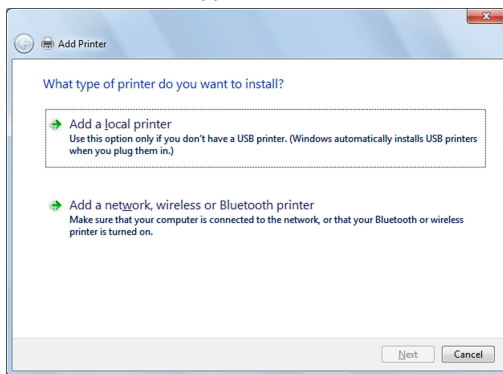 Add Printer
What type of printer do you want to install?
Add a local printer
Use this option only if you don't have a USB printer. (Windows automatically installs USB printers
when you plug them in.)
Add a network, wireless or Bluetooth printer
Make sure that your computer is connected to the network, or that your Bluetooth or wireless
printer is turned on.
Next Cancel